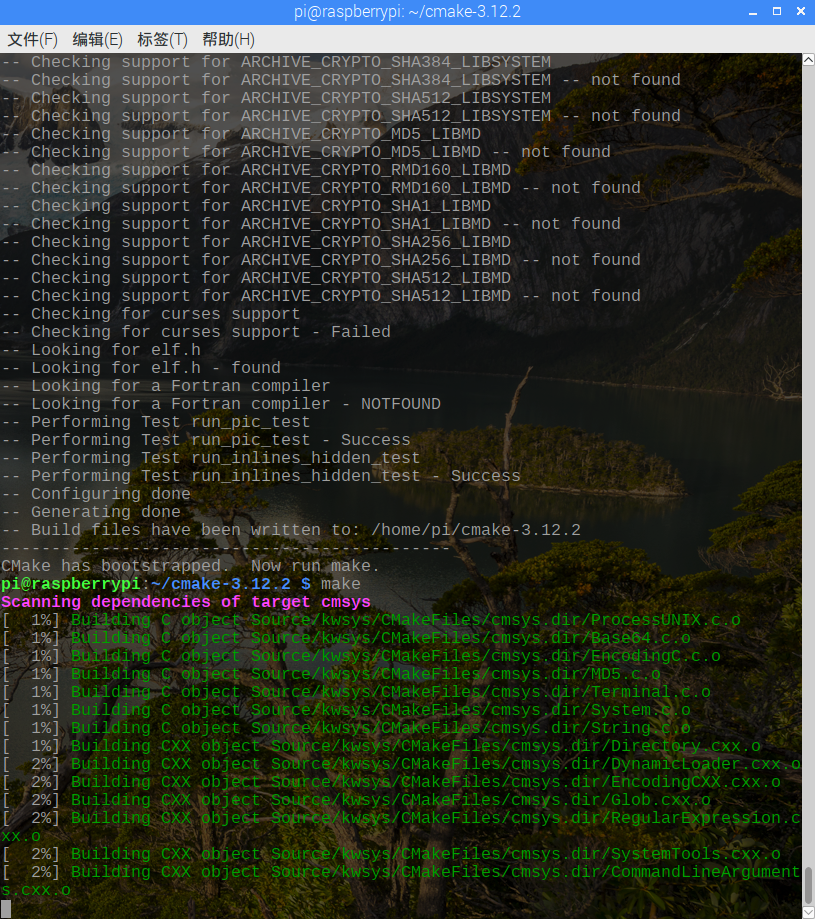 pi@raspberrypi: ~/cmake-3.12.2
文件(F) 编辑(E) 标签(T) 帮助(H)
-- Checking support for ARCHIVE_CRYPTO_SHA384_LIBSYSTEM
-- Checking support for ARCHIVE_CRYPTO_SHA384_LIBSYSTEM -- not found
-- Checking support for ARCHIVE_CRYPTO_SHA512_LIBSYSTEM
-- Checking support for ARCHIVE_CRYPTO_SHA512_LIBSYSTEM -- not found
-- Checking support for ARCHIVE_CRYPTO_MD5_LIBMD
-- Checking support for ARCHIVE_CRYPTO_MD5_LIBMD -- not found
-- Checking support for ARCHIVE_CRYPTO_RMD160_LIBMD
-- Checking support for ARCHIVE_CRYPTO_RMD160_LIBMD -- not found
-- Checking support for ARCHIVE_CRYPTO_SHA1_LIBMD
-- Checking support for ARCHIVE_CRYPTO_SHA1_LIBMD -- not found
-- Checking support for ARCHIVE_CRYPTO_SHA256_LIBMD
-- Checking support for ARCHIVE_CRYPTO_SHA256_LIBMD -- not found
-- Checking support for ARCHIVE_CRYPTO_SHA512_LIBMD
-- Checking support for ARCHIVE_CRYPTO_SHA512_LIBMD -- not found
-- Checking for curses support
-- Checking for curses support - Failed
-- Looking for elf.h
-- Looking for elf.h - found
-- Looking for a Fortran compiler
-- Looking for a Fortran compiler - NOTFOUND
-- Performing Test run_pic_test
-- Performing Test run_pic_test - Success
-- Performing Test run_inlines_hidden_test
-- Performing Test run_inlines_hidden_test - Success
-- Configuring done
-- Generating done
-- Build files have been written to: /home/pi/cmake-3.12.2
---------------------------------------------
CMake has bootstrapped.  Now run make.
pi@raspberrypi:~/cmake-3.12.2 $ make
Scanning dependencies of target cmsys
[  1%] Building C object Source/kwsys/CMakeFiles/cmsys.dir/ProcessUNIX.c.o
[  1%] Building C object Source/kwsys/CMakeFiles/cmsys.dir/Base64.c.o
[  1%] Building C object Source/kwsys/CMakeFiles/cmsys.dir/EncodingC.c.o
[  1%] Building C object Source/kwsys/CMakeFiles/cmsys.dir/MD5.c.o
[  1%] Building C object Source/kwsys/CMakeFiles/cmsys.dir/Terminal.c.o
[  1%] Building C object Source/kwsys/CMakeFiles/cmsys.dir/System.c.o
[  1%] Building C object Source/kwsys/CMakeFiles/cmsys.dir/String.c.o
[  1%] Building CXX object Source/kwsys/CMakeFiles/cmsys.dir/Directory.cxx.o
[  2%] Building CXX object Source/kwsys/CMakeFiles/cmsys.dir/DynamicLoader.cxx.o
[  2%] Building CXX object Source/kwsys/CMakeFiles/cmsys.dir/EncodingCXX.cxx.o
[  2%] Building CXX object Source/kwsys/CMakeFiles/cmsys.dir/Glob.cxx.o
[  2%] Building CXX object Source/kwsys/CMakeFiles/cmsys.dir/RegularExpression.c
xx.o
[  2%] Building CXX object Source/kwsys/CMakeFiles/cmsys.dir/SystemTools.cxx.o
[  2%] Building CXX object Source/kwsys/CMakeFiles/cmsys.dir/CommandLineArgument
s.cxx.o